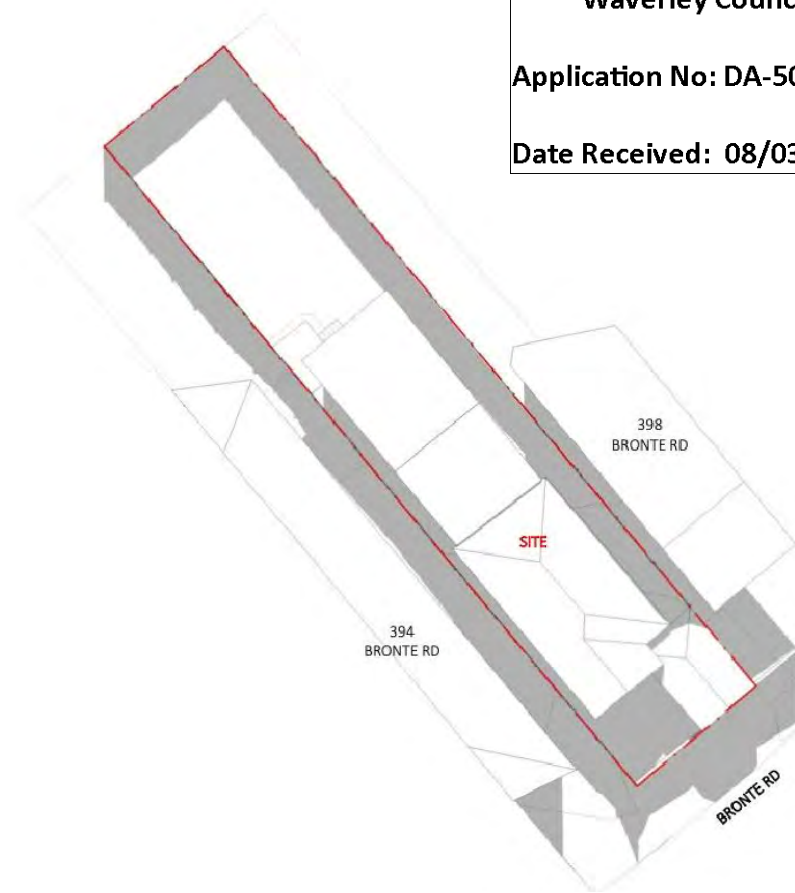 Waverley Counc
Application No: DA-50
Date Received: 08/03
398
BRONTE RD
SITE
394
BRONTE RD
BRONTE RD